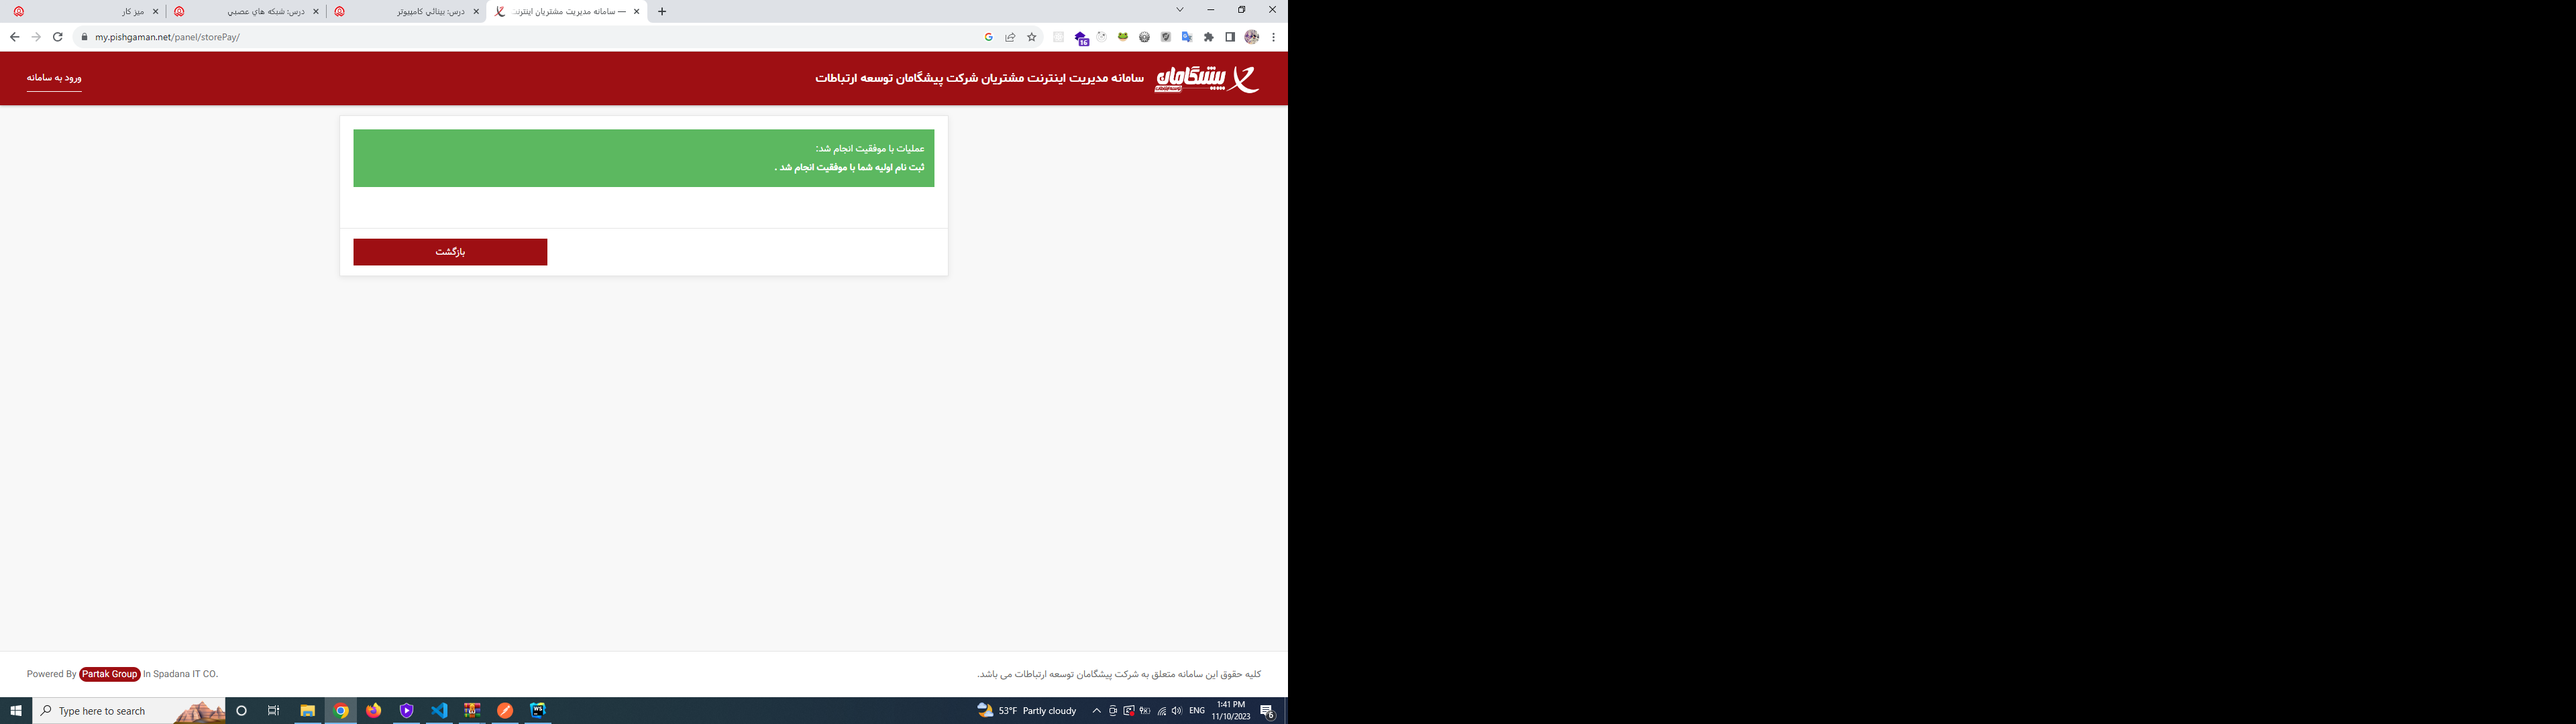 میز کار
درس: شبکه های عصبی
درس: بینائی کامپیوتر
— سامانه مدیریت مشتریان اینترنت
my.pishgaman.net/panel/storePay/
16
پیشگامان
سامانه مدیریت اینترنت مشتریان شرکت پیشگامان توسعه ارتباطات
ورود به سامانه
عملیات با موفقیت انجام شد:
ثبت نام اولیه شما با موفقیت انجام شد .
بازگشت
کلیه حقوق این سامانه متعلق به شرکت پیشگامان توسعه ارتباطات می باشد.
Powered By Partak Group In Spadana IT CO.
Type here to search
53°F Partly cloudy
ENG
1:41 PM
11/10/2023
6